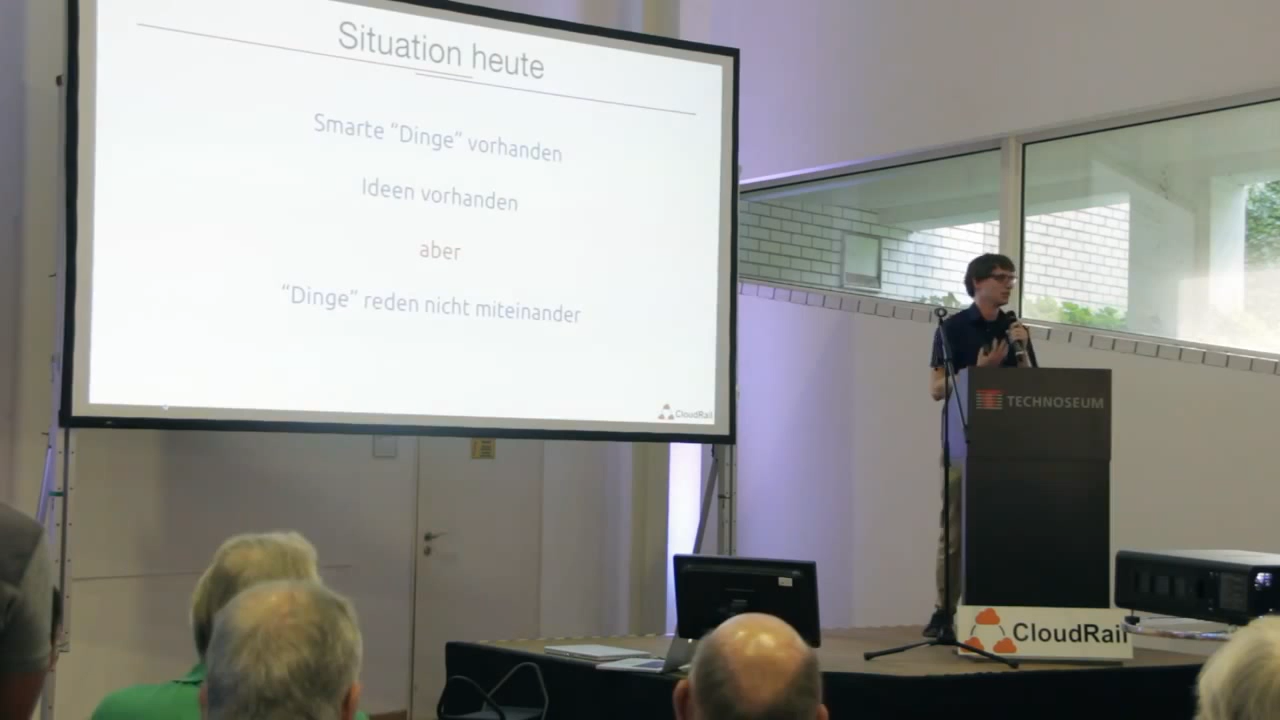 Situation heute
Smarte “Dinge” vorhanden
Ideen vorhanden
aber
“Dinge” reden nicht miteinander
CloudRail
TECHNOSEUM
CloudRail